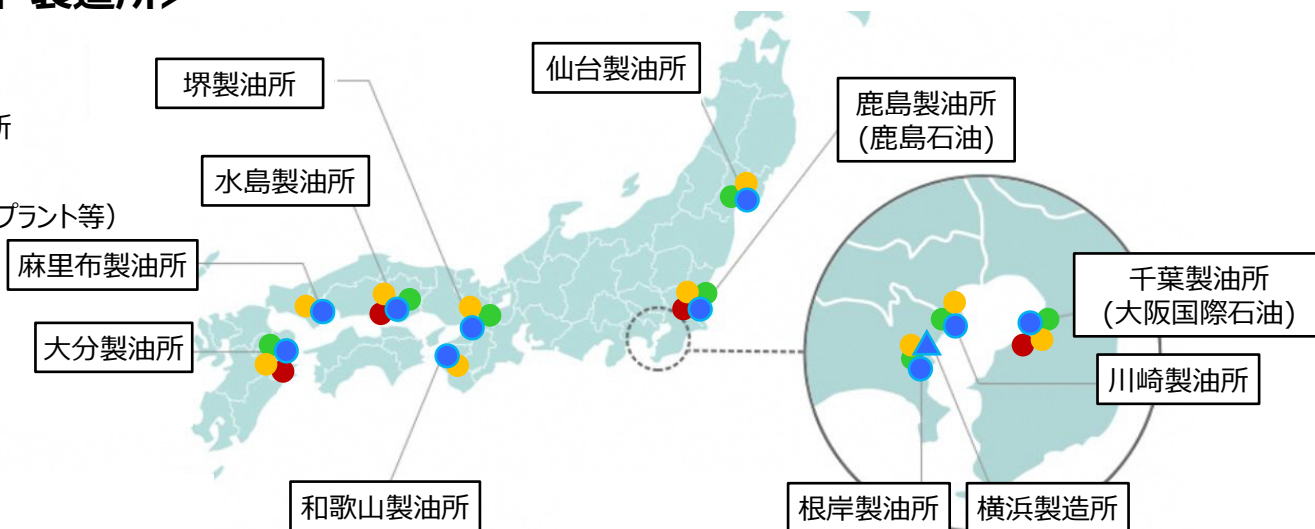 製造所>
所
プラント等）
堺製油所
仙台製油所
鹿島製油所
(鹿島石油)
水島製油所
麻里布製油所
大分製油所
千葉製油所
(大阪国際石油)
川崎製油所
和歌山製油所
根岸製油所
横浜製造所